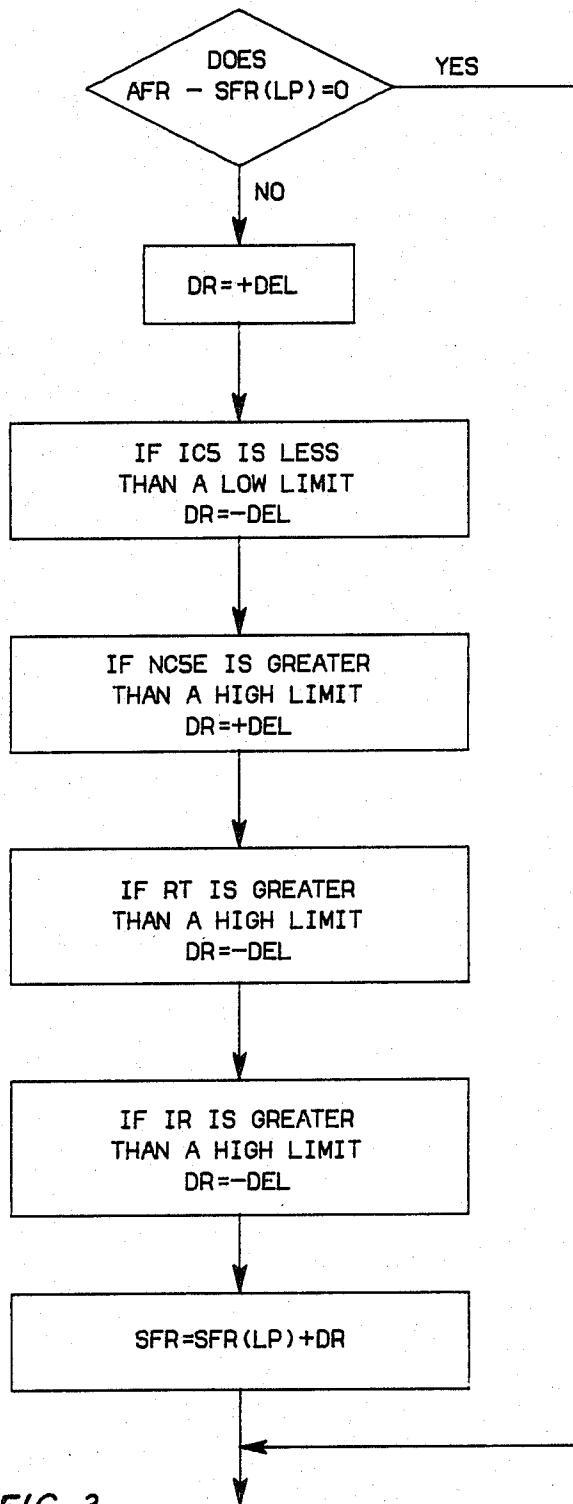 DOES
AFR - SFR(LP)=0
YES
NO
DR=+DEL
IF IC5 IS LESS
THAN A LOW LIMIT
DR=-DEL
IF NC5E IS GREATER
THAN A HIGH LIMIT
DR=+DEL
IF RT IS GREATER
THAN A HIGH LIMIT
DR=-DEL
IF IR IS GREATER
THAN A HIGH LIMIT
DR=-DEL
SFR=SFR(LP)+DR
FIG. 3